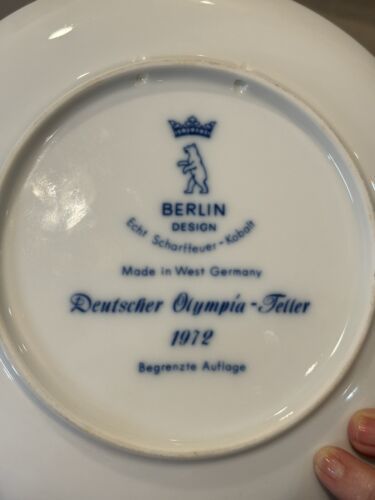 BERLIN
DESIGN
Echt Scharffeuer-Kobalt
Made in West Germany
Deutscher Olympia-Teller
1972
Begrenzte Auflage